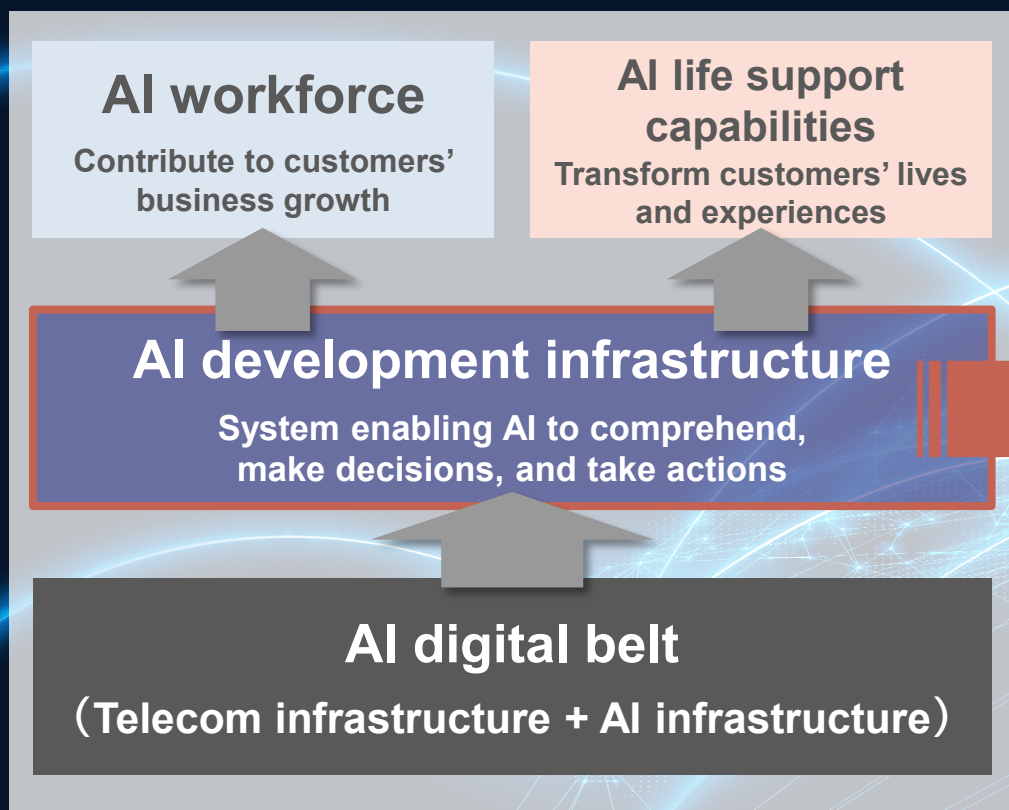 AI workforce
Contribute to customers’
business growth
AI life support
capabilities
Transform customers’ lives
and experiences
AI development infrastructure
System enabling AI to comprehend,
make decisions, and take actions
AI digital belt
（Telecom infrastructure + AI infrastructure）